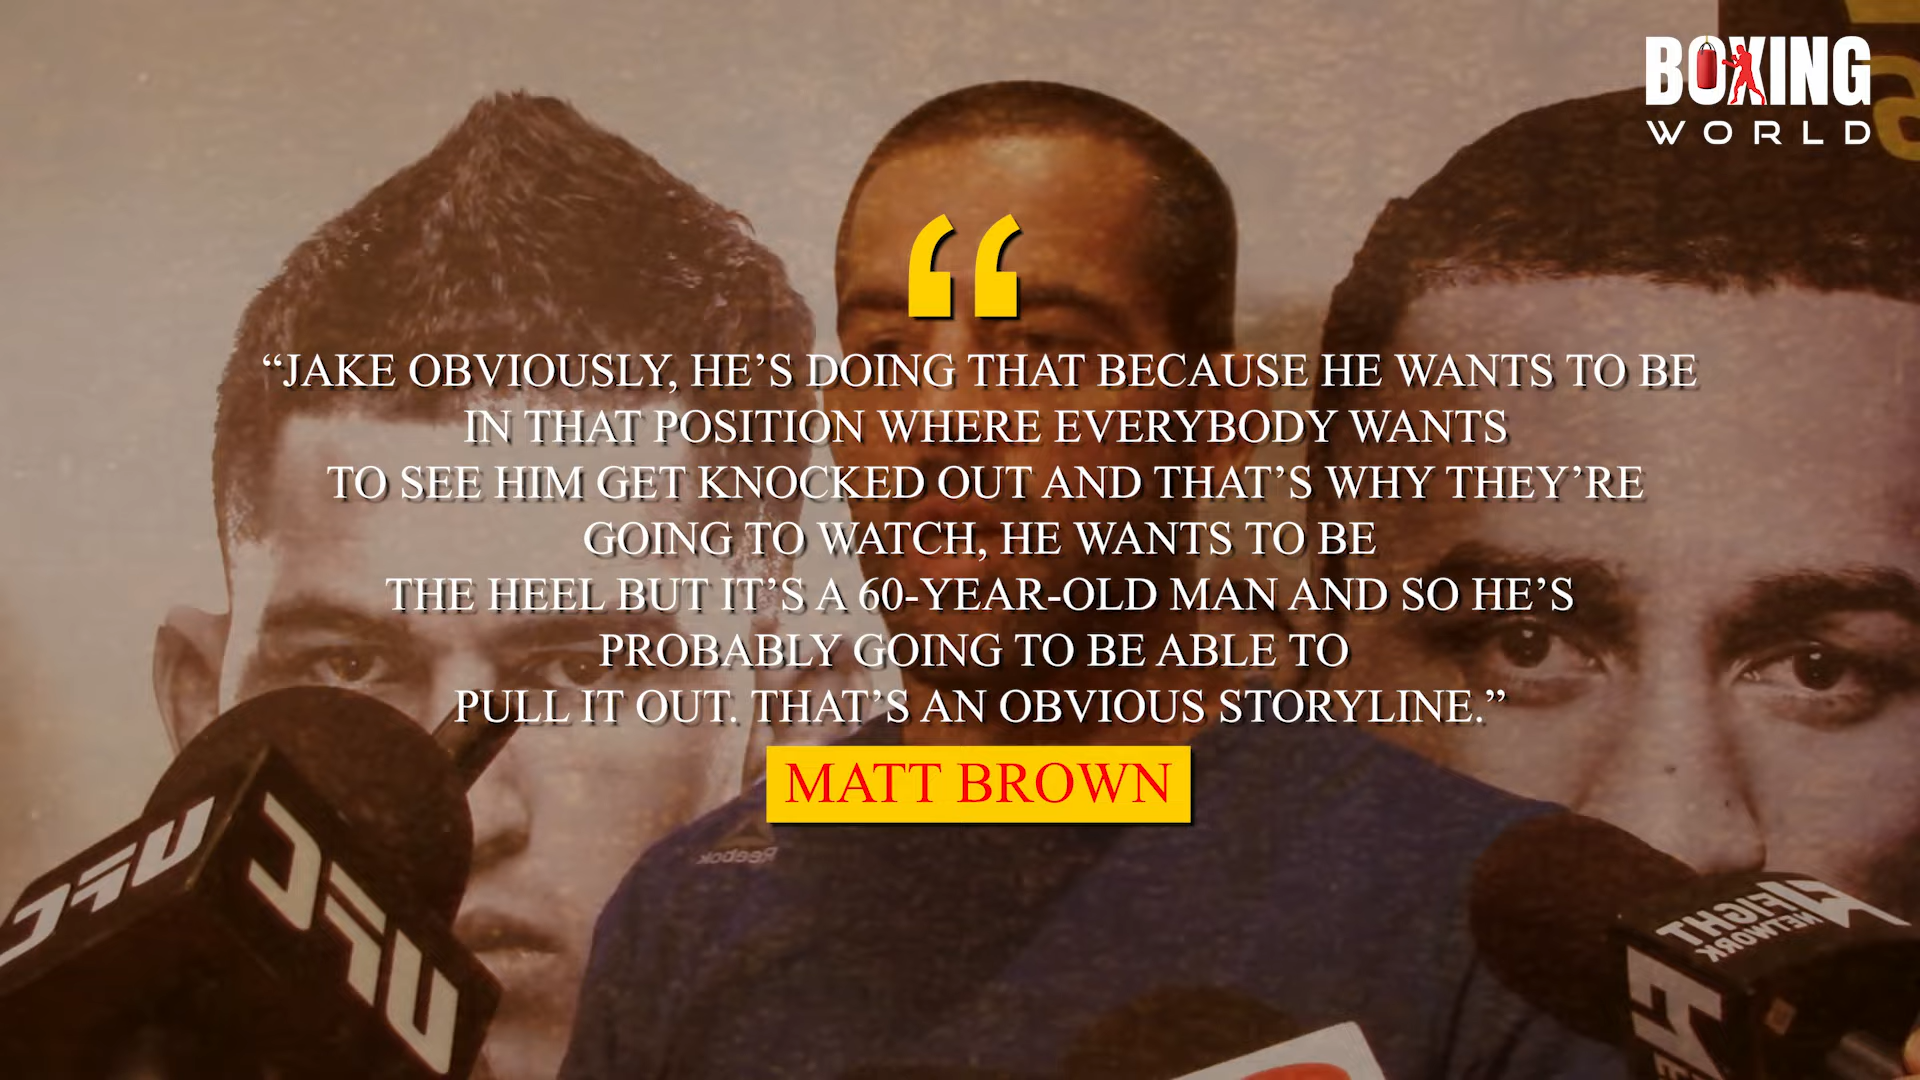 BOXING
WORLD
“JAKE OBVIOUSLY, HE’S DOING THAT BECAUSE HE WANTS TO BE
IN THAT POSITION WHERE EVERYBODY WANTS
TO SEE HIM GET KNOCKED OUT AND THAT’S WHY THEY’RE
GOING TO WATCH, HE WANTS TO BE
THE HEEL BUT IT’S A 60-YEAR-OLD MAN AND SO HE’S
PROBABLY GOING TO BE ABLE TO
PULL IT OUT. THAT’S AN OBVIOUS STORYLINE.”
MATT BROWN
Reebok
UFC
UFC
FIGHT
NETWORK